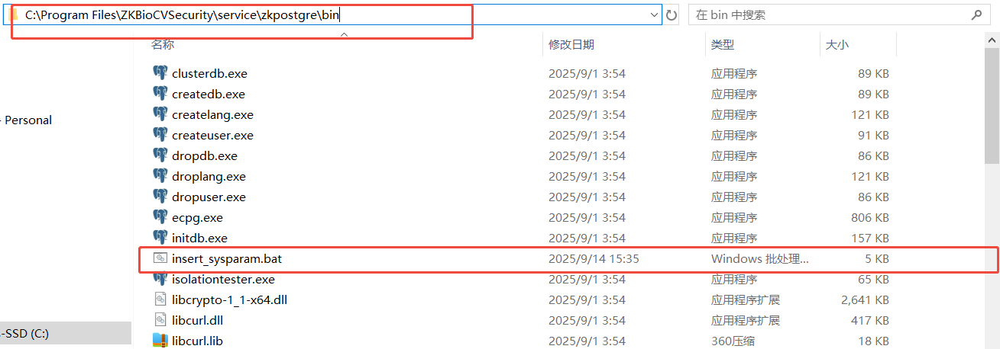 C:\Program Files\ZKBioCVSecurity\service\zkpostgre\bin 在 bin 中搜索
名称 修改日期 类型 大小
clusterdb.exe 2025/9/1 3:54 应用程序 89 KB
createdb.exe 2025/9/1 3:54 应用程序 89 KB
createlang.exe 2025/9/1 3:54 应用程序 121 KB
- Personal
createuser.exe 2025/9/1 3:54 应用程序 91 KB
dropdb.exe 2025/9/1 3:54 应用程序 86 KB
droplang.exe 2025/9/1 3:54 应用程序 121 KB
dropuser.exe 2025/9/1 3:54 应用程序 86 KB
ecpg.exe 2025/9/1 3:54 应用程序 806 KB
initdb.exe 2025/9/1 3:54 应用程序 157 KB
insert_sysparam.bat 2025/9/14 15:35 Windows 批处理... 5 KB
isolationtester.exe 2025/9/1 3:54 应用程序 65 KB
libcrypto-1_1-x64.dll 2025/9/1 3:54 应用程序扩展 2,641 KB
libcurl.dll 2025/9/1 3:54 应用程序扩展 417 KB
s-SSD (C:)
libcurl.lib 2025/9/1 3:54 360压缩 18 KB